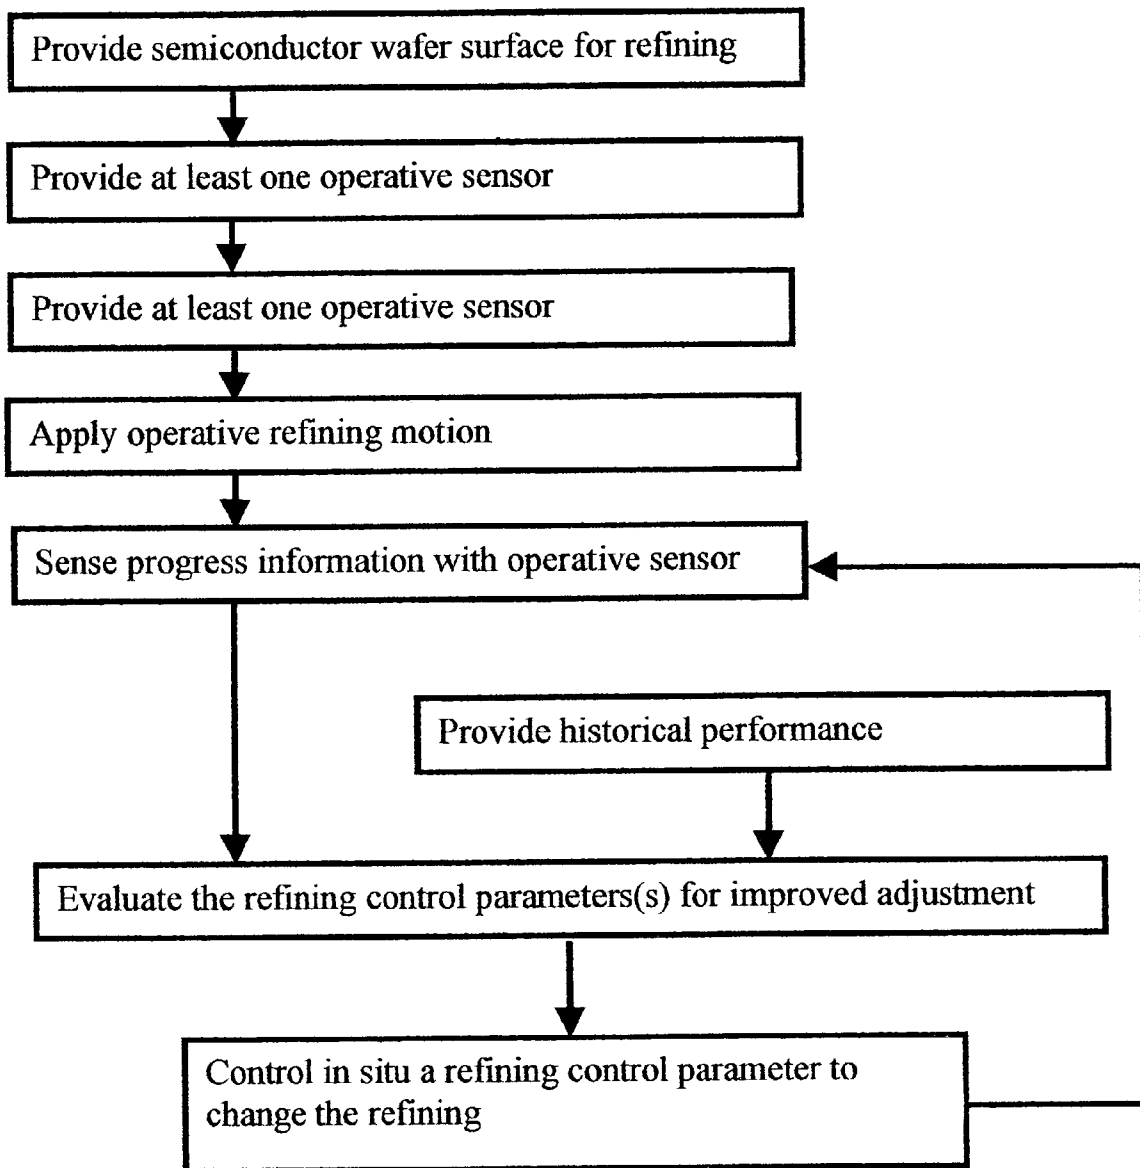 Provide semiconductor wafer surface for refining
Provide at least one operative sensor
Provide at least one operative sensor
Apply operative refining motion
Sense progress information with operative sensor
Provide historical performance
Evaluate the refining control parameters(s) for improved adjustment
Control in situ a refining control parameter to
change the refining